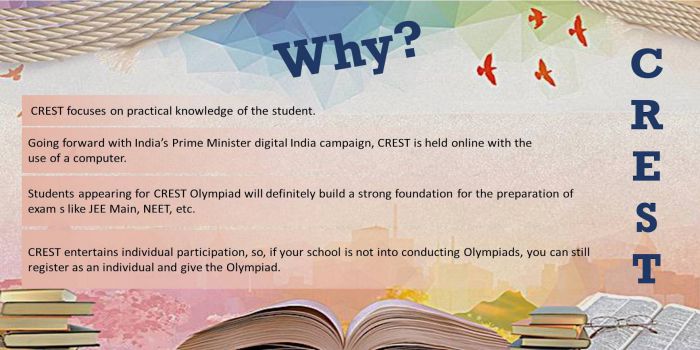 Why?
CREST
CREST focuses on practical knowledge of the student.
Going forward with India's Prime Minister digital India campaign, CREST is held online with the
use of a computer.
Students appearing for CREST Olympiad will definitely build a strong foundation for the preparation of
exam s like JEE Main, NEET, etc.
CREST entertains individual participation, so, if your school is not into conducting Olympiads, you can still
register as an individual and give the Olympiad.